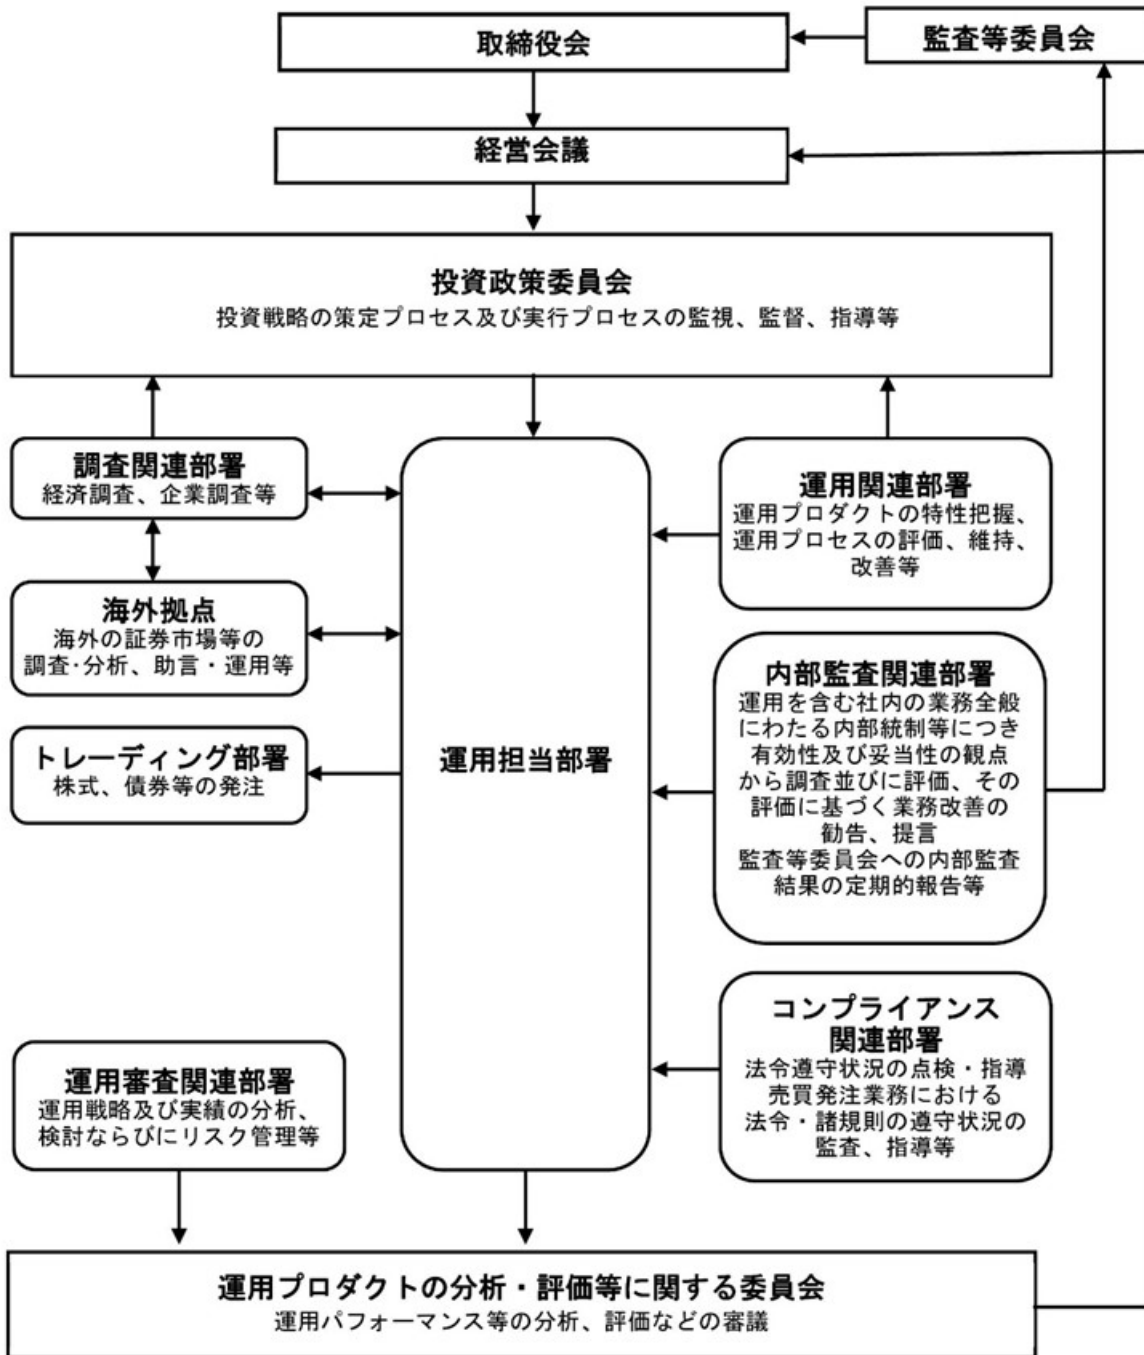 取締役会
監査等委員会
経営会議
投資政策委員会
投資戦略の策定プロセス及び実行プロセスの監視、監督、指導等
調査関連部署
経済調査、企業調査等
海外拠点
海外の証券市場等の
調査・分析、助言・運用等
トレーディング部署
株式、債券等の発注
運用担当部署
運用関連部署
運用プロダクトの特性把握、
運用プロセスの評価、維持、
改善等
内部監査関連部署
運用を含む社内の業務全般
にわたる内部統制等につき
有効性及び妥当性の観点
から調査並びに評価、その
評価に基づく業務改善の
勧告、提言
監査等委員会への内部監査
結果の定期的報告等
コンプライアンス
関連部署
法令遵守状況の点検・指導
売買発注業務における
法令・諸規則の遵守状況の
監査、指導等
運用審査関連部署
運用戦略及び実績の分析、
検討ならびにリスク管理等
運用プロダクトの分析・評価等に関する委員会
運用パフォーマンス等の分析、評価などの審議